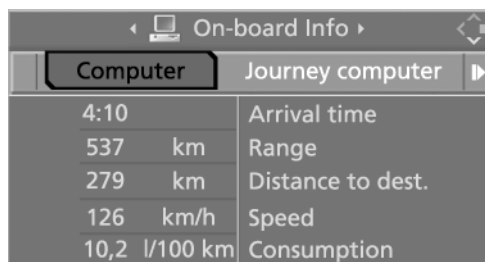 On-board Info
Computer Journey computer
4:10 Arrival time
537 km Range
279 km Distance to dest.
126 km/h Speed
10,2 l/100 km Consumption